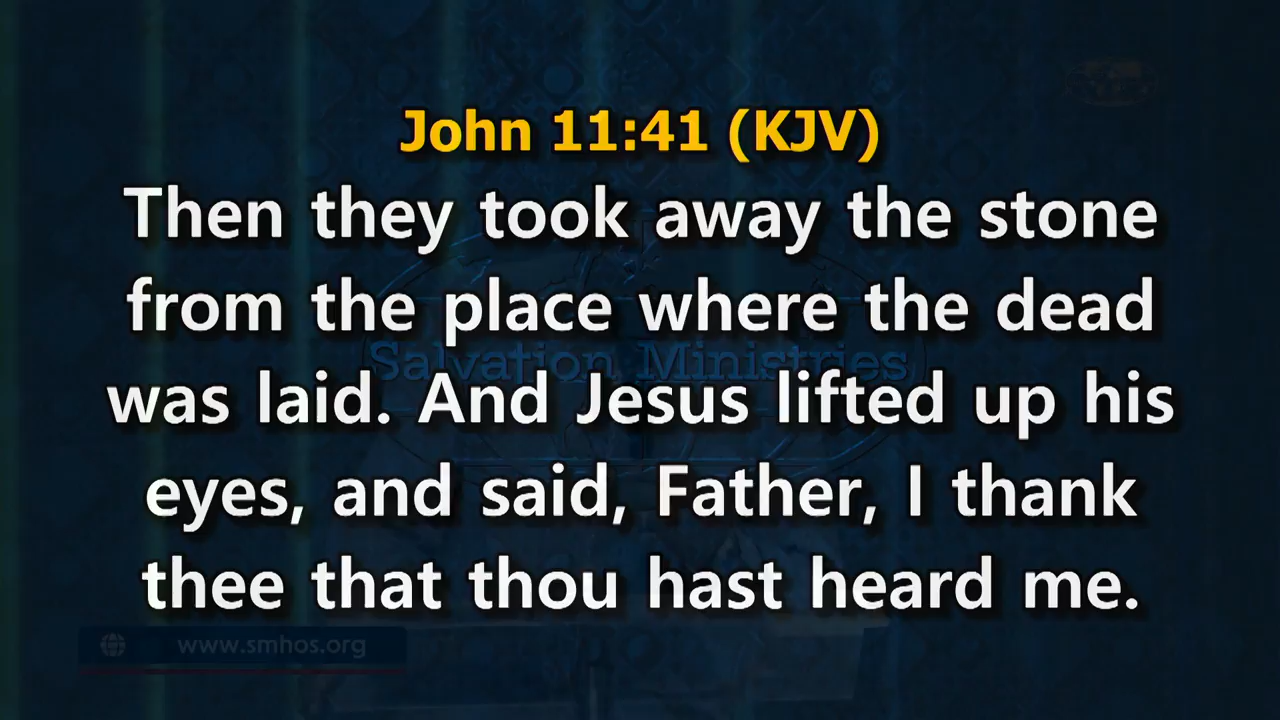 John 11:41 (KJV)
Then they took away the stone
from the place where the dead
Salvation Ministries
was laid. And Jesus lifted up his
eyes, and said, Father, I thank
thee that thou hast heard me.
www.smhos.org